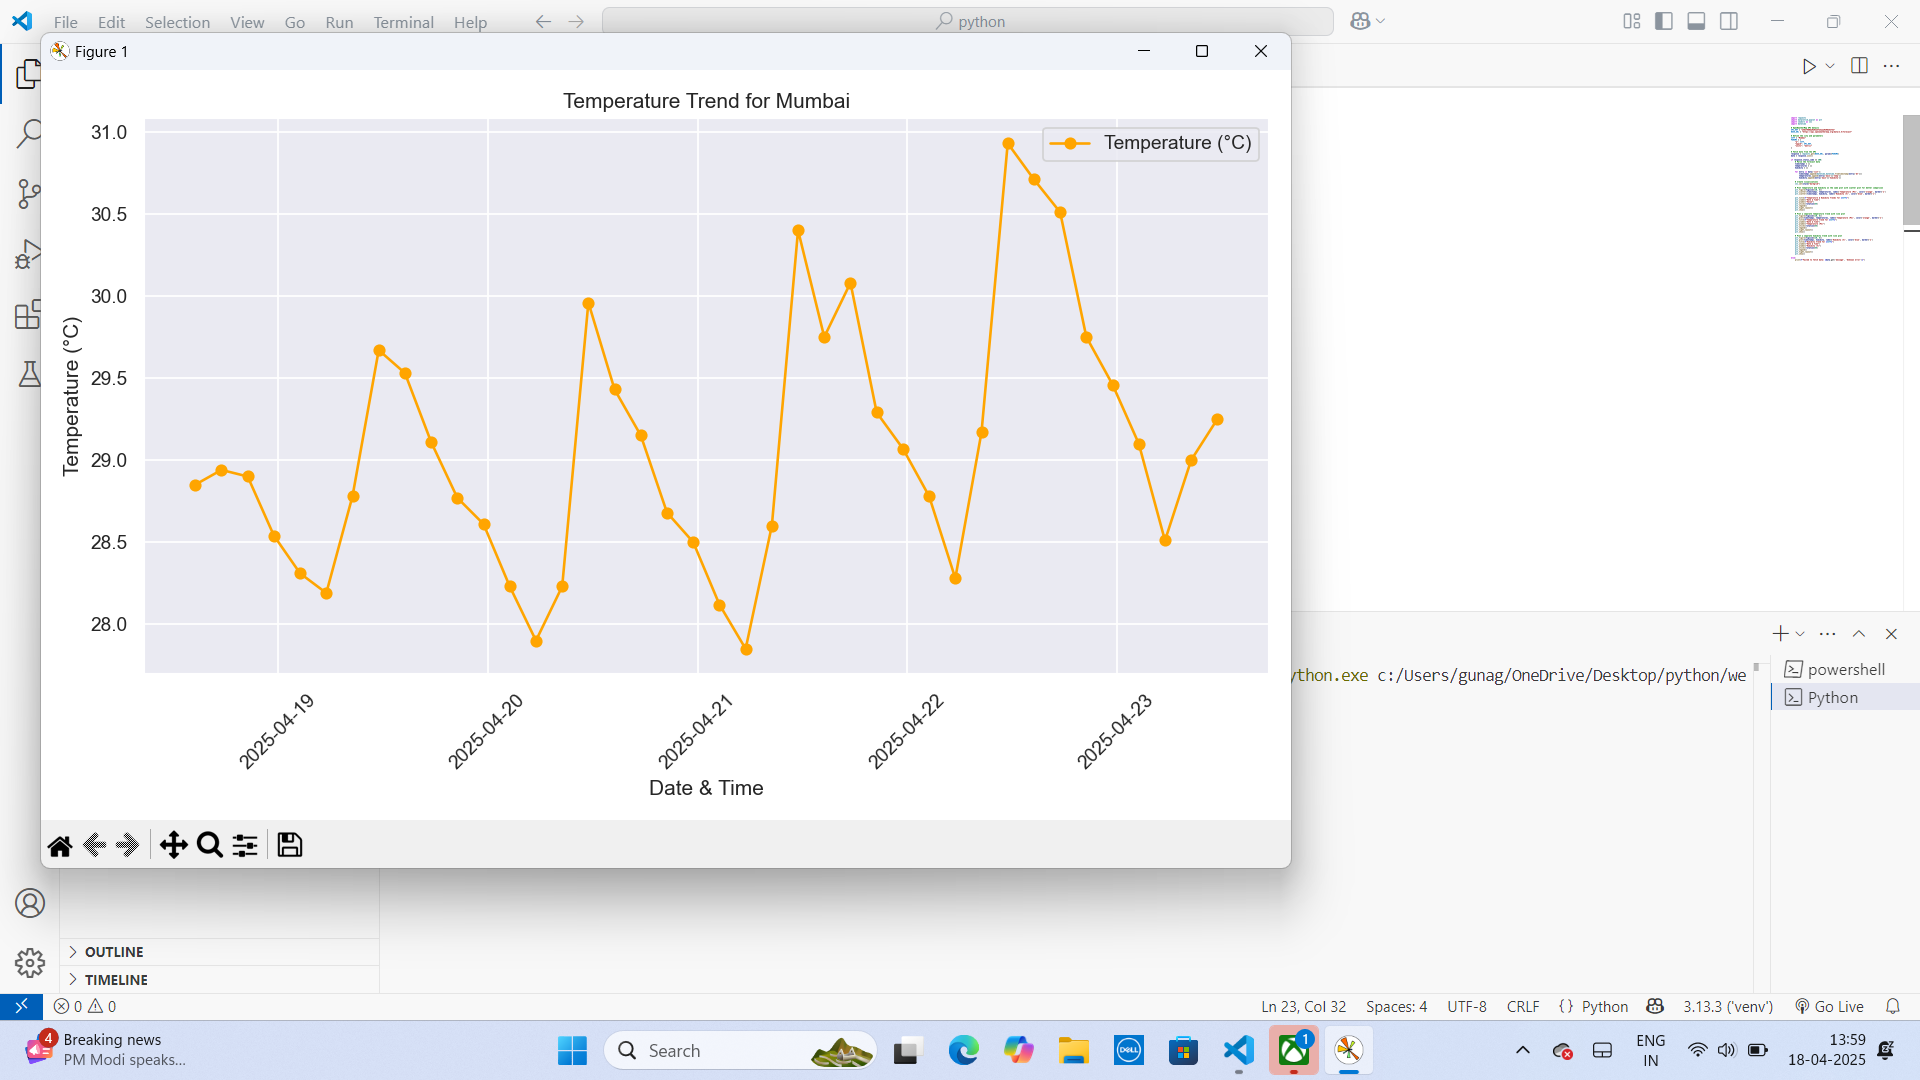 File Edit Selection View Go Run Terminal Help
python
Figure 1
Temperature Trend for Mumbai
Temperature (°C)
31.0
30.5
30.0
29.5
29.0
28.5
28.0
Temperature (°C)
2025-04-19
2025-04-20
2025-04-21
2025-04-22
2025-04-23
Date & Time
ython.exe c:/Users/gunag/OneDrive/Desktop/python/we
powershell
Python
OUTLINE
TIMELINE
0 0
Ln 23, Col 32 Spaces: 4 UTF-8 CRLF {} Python 3.13.3 ('venv') Go Live
4
Breaking news
PM Modi speaks...
Search
DELL
1
ENG
IN
13:59
18-04-2025